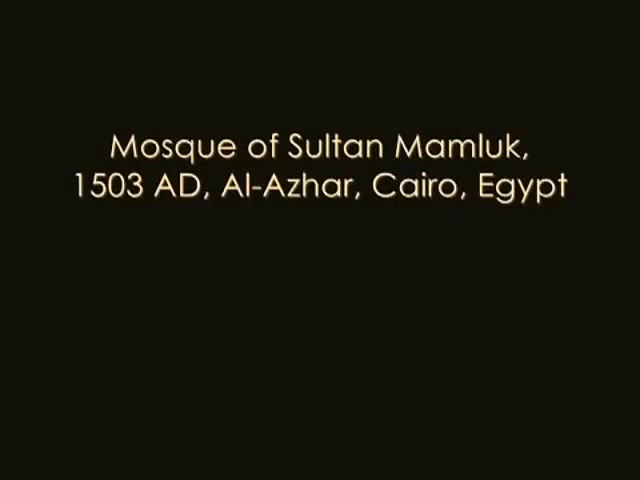 Mosque of Sultan Mamluk,
1503 AD, Al-Azhar, Cairo, Egypt